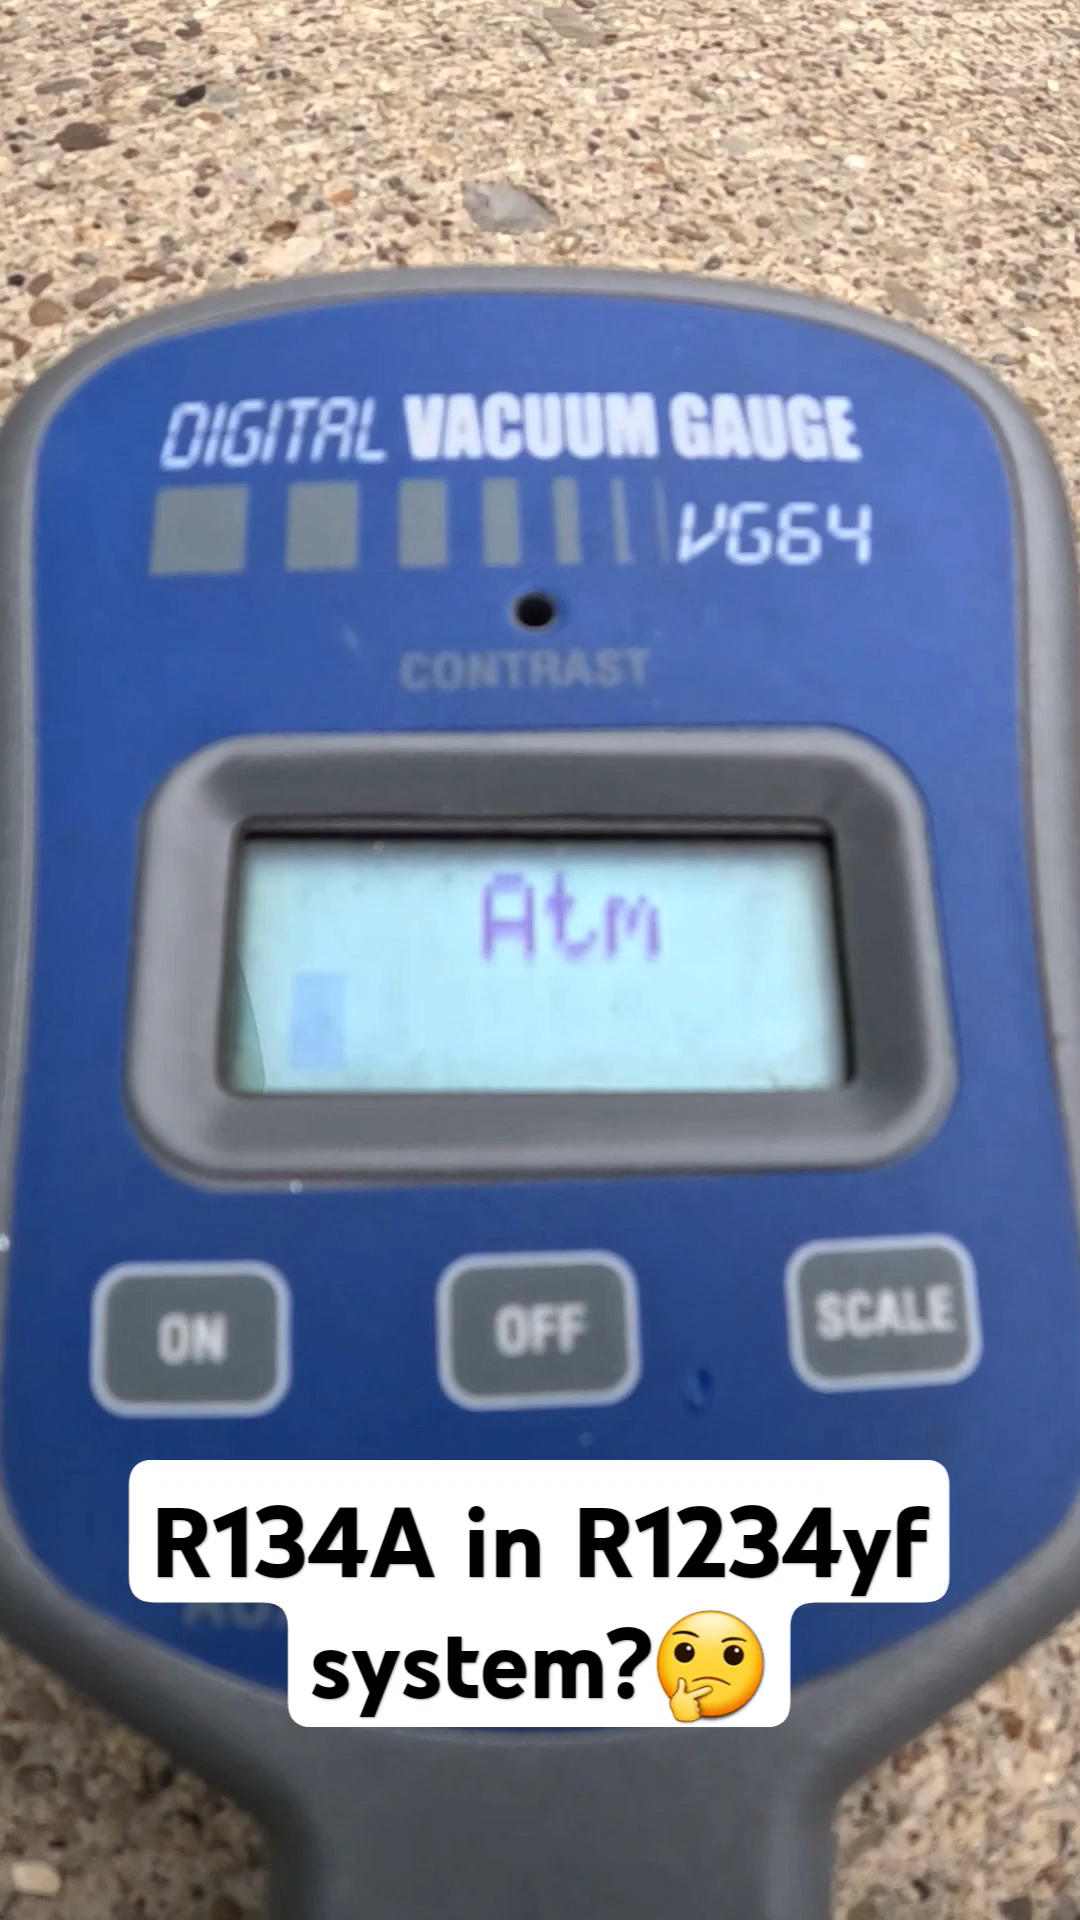 DIGITAL VACUUM GAUGE
VG64
CONTRAST
Atm
ON OFF SCALE
R134A in R1234yf
system?🤔